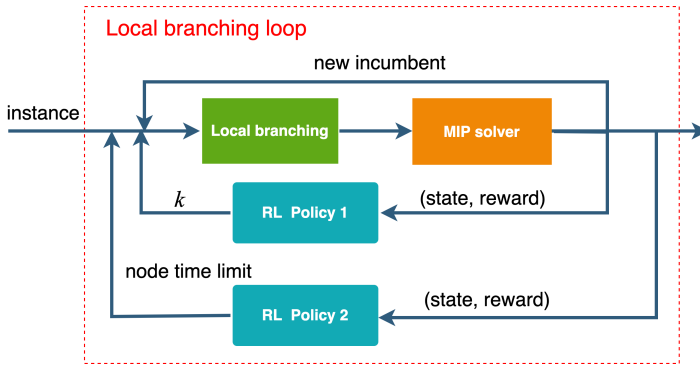 Local branching loop
new incumbent
instance
Local branching
MIP solver
k
RL Policy 1
(state, reward)
node time limit
RL Policy 2
(state, reward)